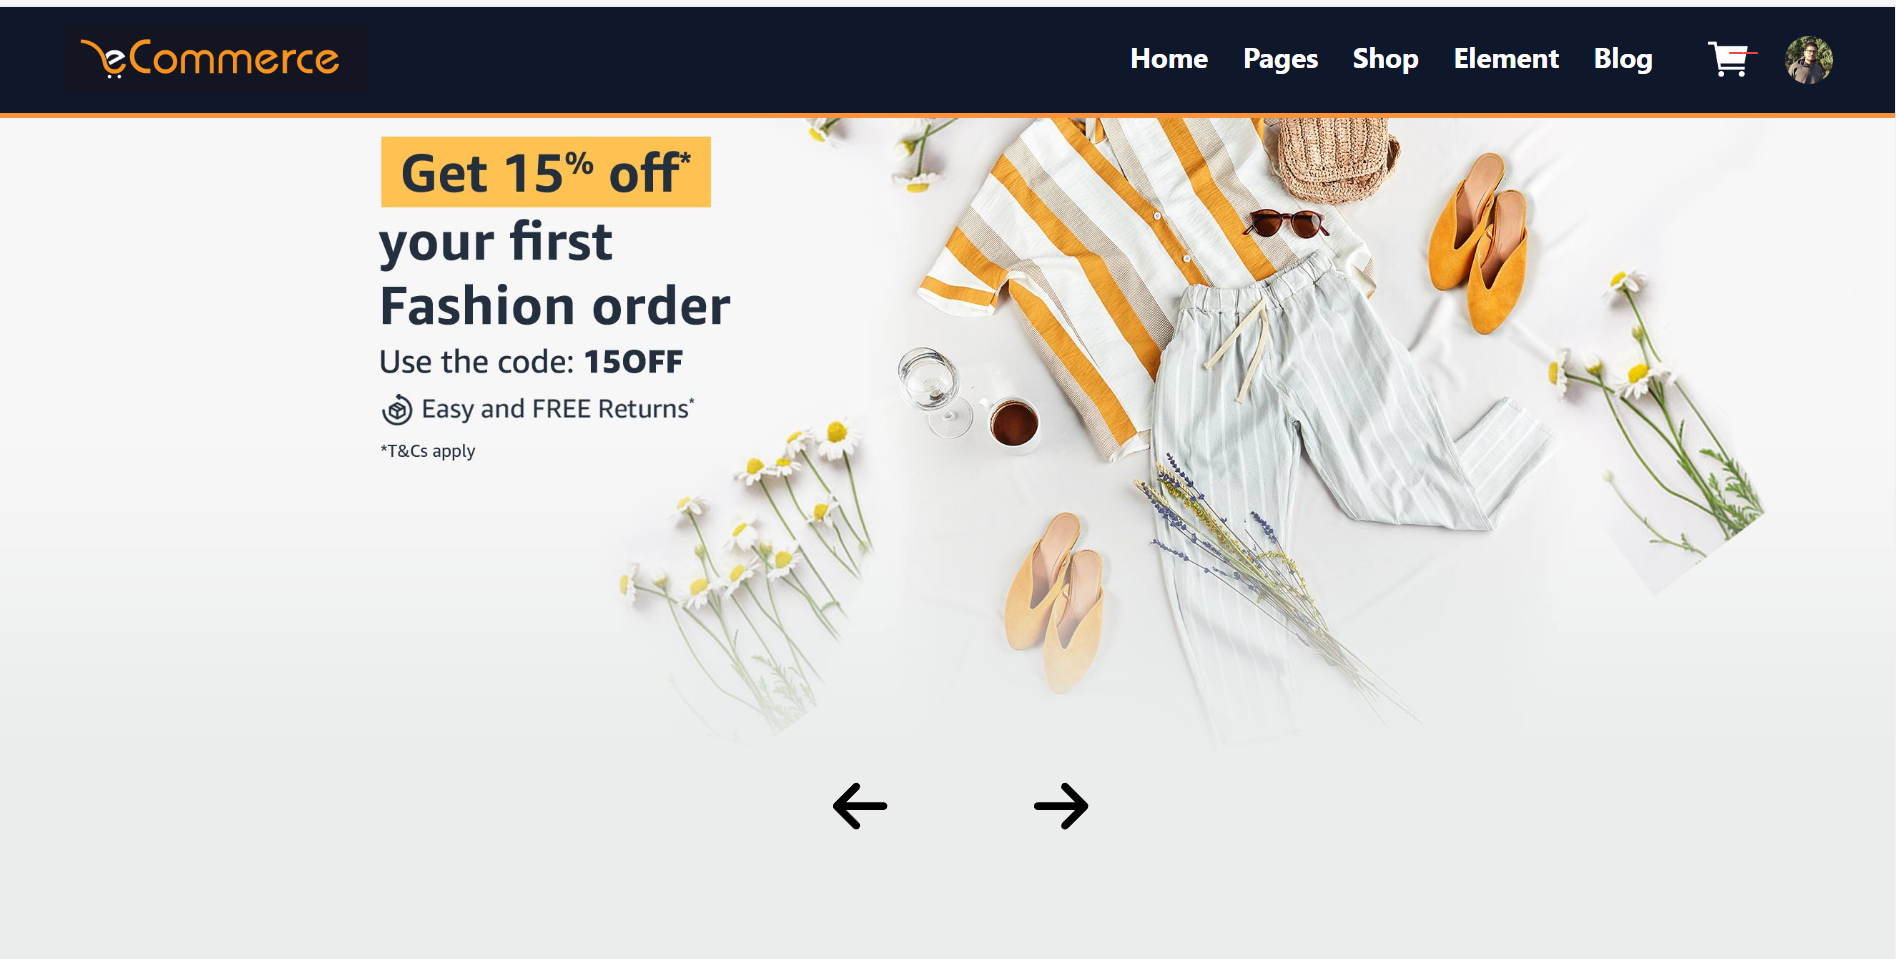 eCommerce
Home Pages Shop Element Blog
Get 15% off*
your first
Fashion order
Use the code: 15OFF
Easy and FREE Returns*
*T&Cs apply